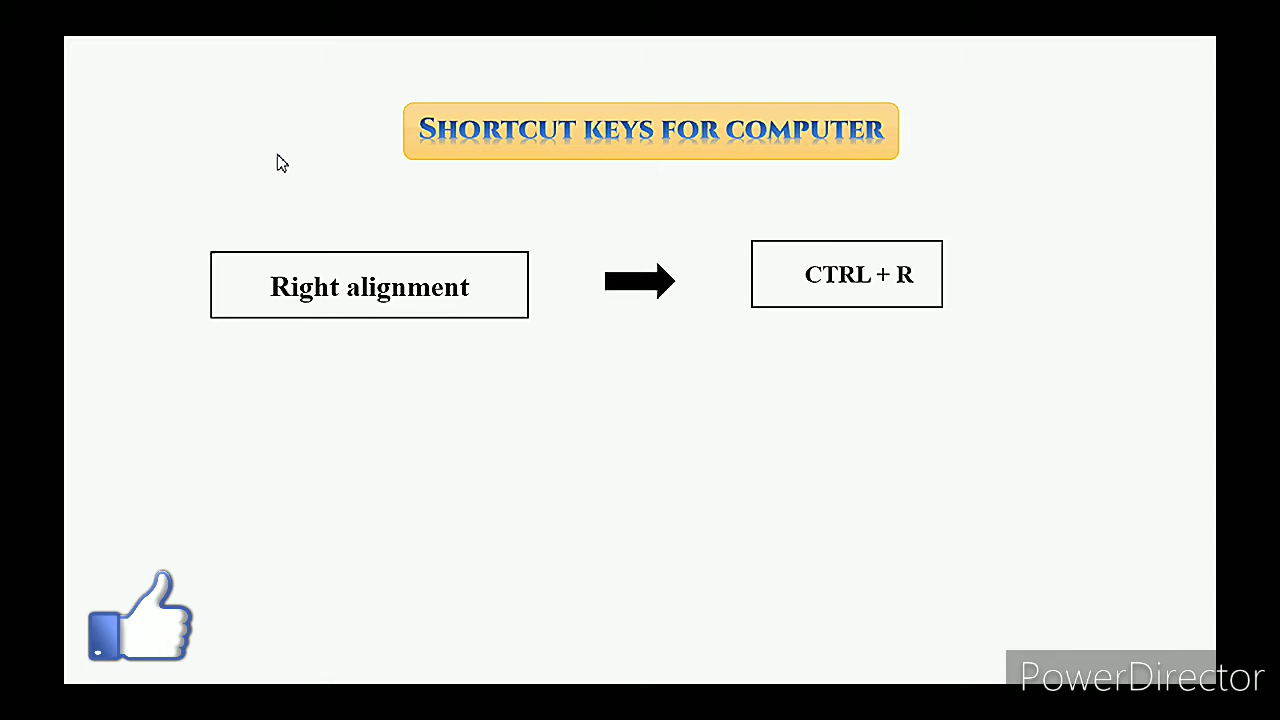 SHORTCUT KEYS FOR COMPUTER
Right alignment
CTRL + R
PowerDirector